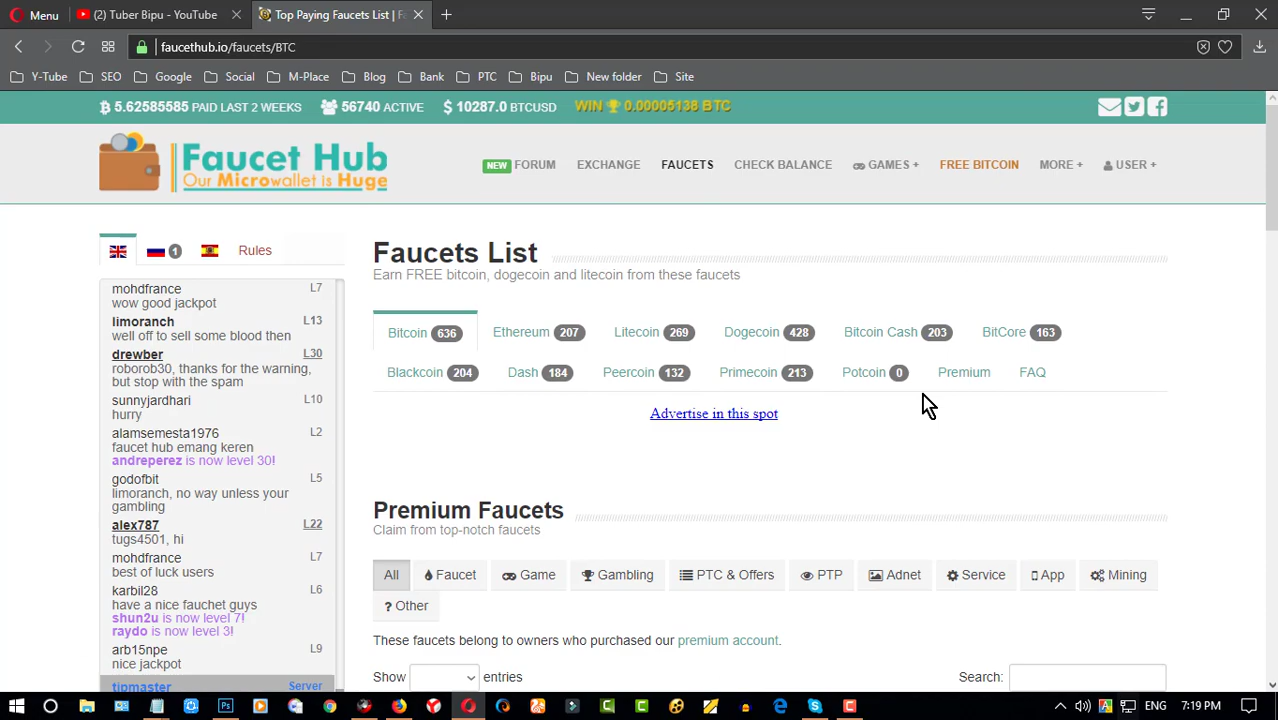 Menu
(2) Tuber Bipu - YouTube
Top Paying Faucets List | F
faucethub.io/faucets/BTC
Y-Tube SEO Google Social M-Place Blog Bank PTC Bipu New folder Site
5.62585585 PAID LAST 2 WEEKS 56740 ACTIVE $ 10287.0 BTCUSD WIN 0.00005138 BTC
Faucet Hub
Our Microwallet is Huge
NEW FORUM EXCHANGE FAUCETS CHECK BALANCE GAMES + FREE BITCOIN MORE + USER +
1 Rules
mohdfrance L7
wow good jackpot
limoranch L13
well off to sell some blood then
drewber L30
roborob30, thanks for the warning,
but stop with the spam
sunnyjardhari L10
hurry
alamsemesta1976 L2
faucet hub emang keren
andreperez is now level 30!
godofbit L5
limoranch, no way unless your
gambling
alex787 L22
tugs4501, hi
mohdfrance L7
best of luck users
karbil28 L6
have a nice fauchet guys
shun2u is now level 7!
raydo is now level 3!
arb15npe L9
nice jackpot
tipmaster Server
Faucets List
Earn FREE bitcoin, dogecoin and litecoin from these faucets
Bitcoin 636 Ethereum 207 Litecoin 269 Dogecoin 428 Bitcoin Cash 203 BitCore 163
Blackcoin 204 Dash 184 Peercoin 132 Primecoin 213 Potcoin 0 Premium FAQ
Advertise in this spot
Premium Faucets
Claim from top-notch faucets
All Faucet Game Gambling PTC & Offers PTP Adnet Service App Mining
? Other
These faucets belong to owners who purchased our premium account.
Show entries Search:
7:19 PM